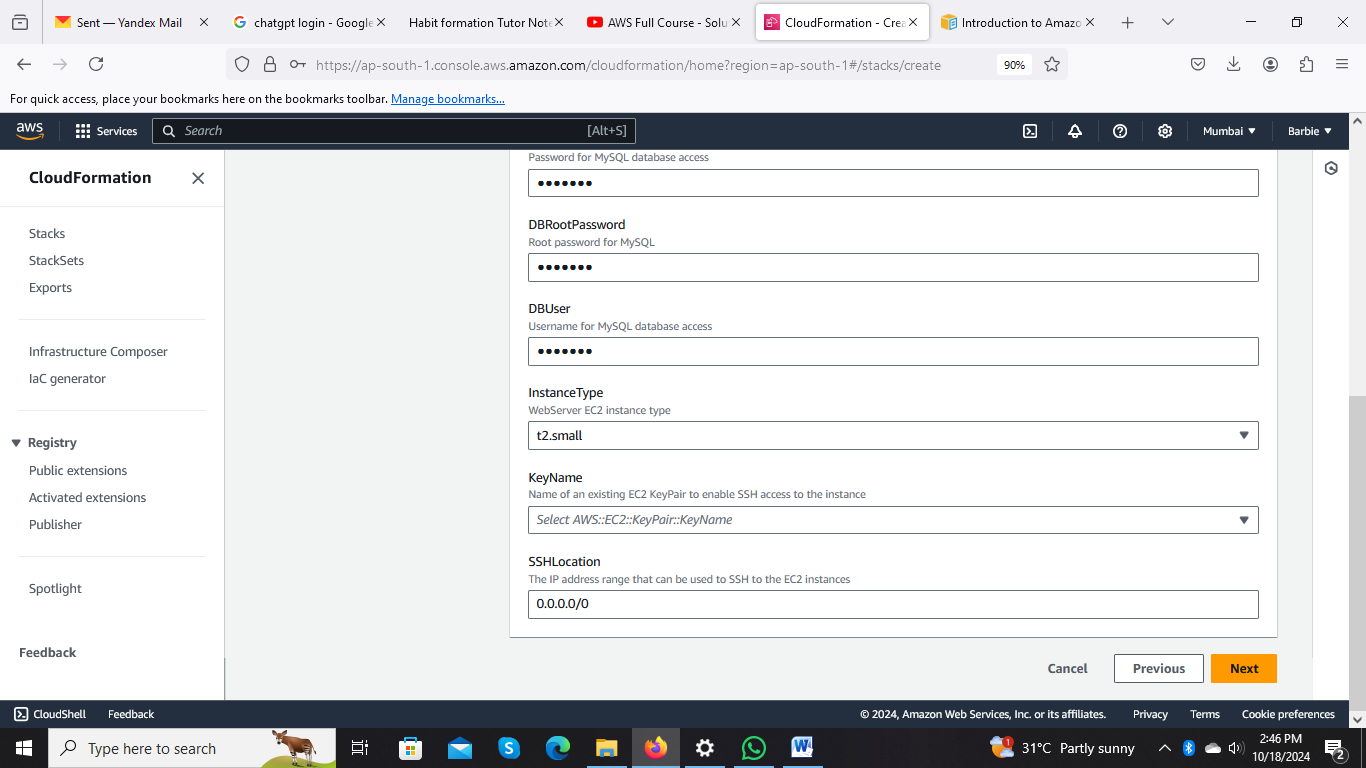 Sent — Yandex Mail
chatgpt login - Google
Habit formation Tutor Note
AWS Full Course - Solu
CloudFormation - Crea
Introduction to Amazo
https://ap-south-1.console.aws.amazon.com/cloudformation/home?region=ap-south-1#/stacks/create
90%
For quick access, place your bookmarks here on the bookmarks toolbar. Manage bookmarks...
aws
Services
Search
[Alt+S]
Mumbai
Barbie
CloudFormation
Stacks
StackSets
Exports
Infrastructure Composer
IaC generator
Registry
Public extensions
Activated extensions
Publisher
Spotlight
Feedback
Password for MySQL database access
•••••••
DBRootPassword
Root password for MySQL
•••••••
DBUser
Username for MySQL database access
•••••••
InstanceType
WebServer EC2 instance type
t2.small
KeyName
Name of an existing EC2 KeyPair to enable SSH access to the instance
Select AWS::EC2::KeyPair::KeyName
SSHLocation
The IP address range that can be used to SSH to the EC2 instances
0.0.0.0/0
Cancel
Previous
Next
CloudShell
Feedback
© 2024, Amazon Web Services, Inc. or its affiliates.
Privacy
Terms
Cookie preferences
Type here to search
1
31°C Partly sunny
2:46 PM
10/18/2024
2